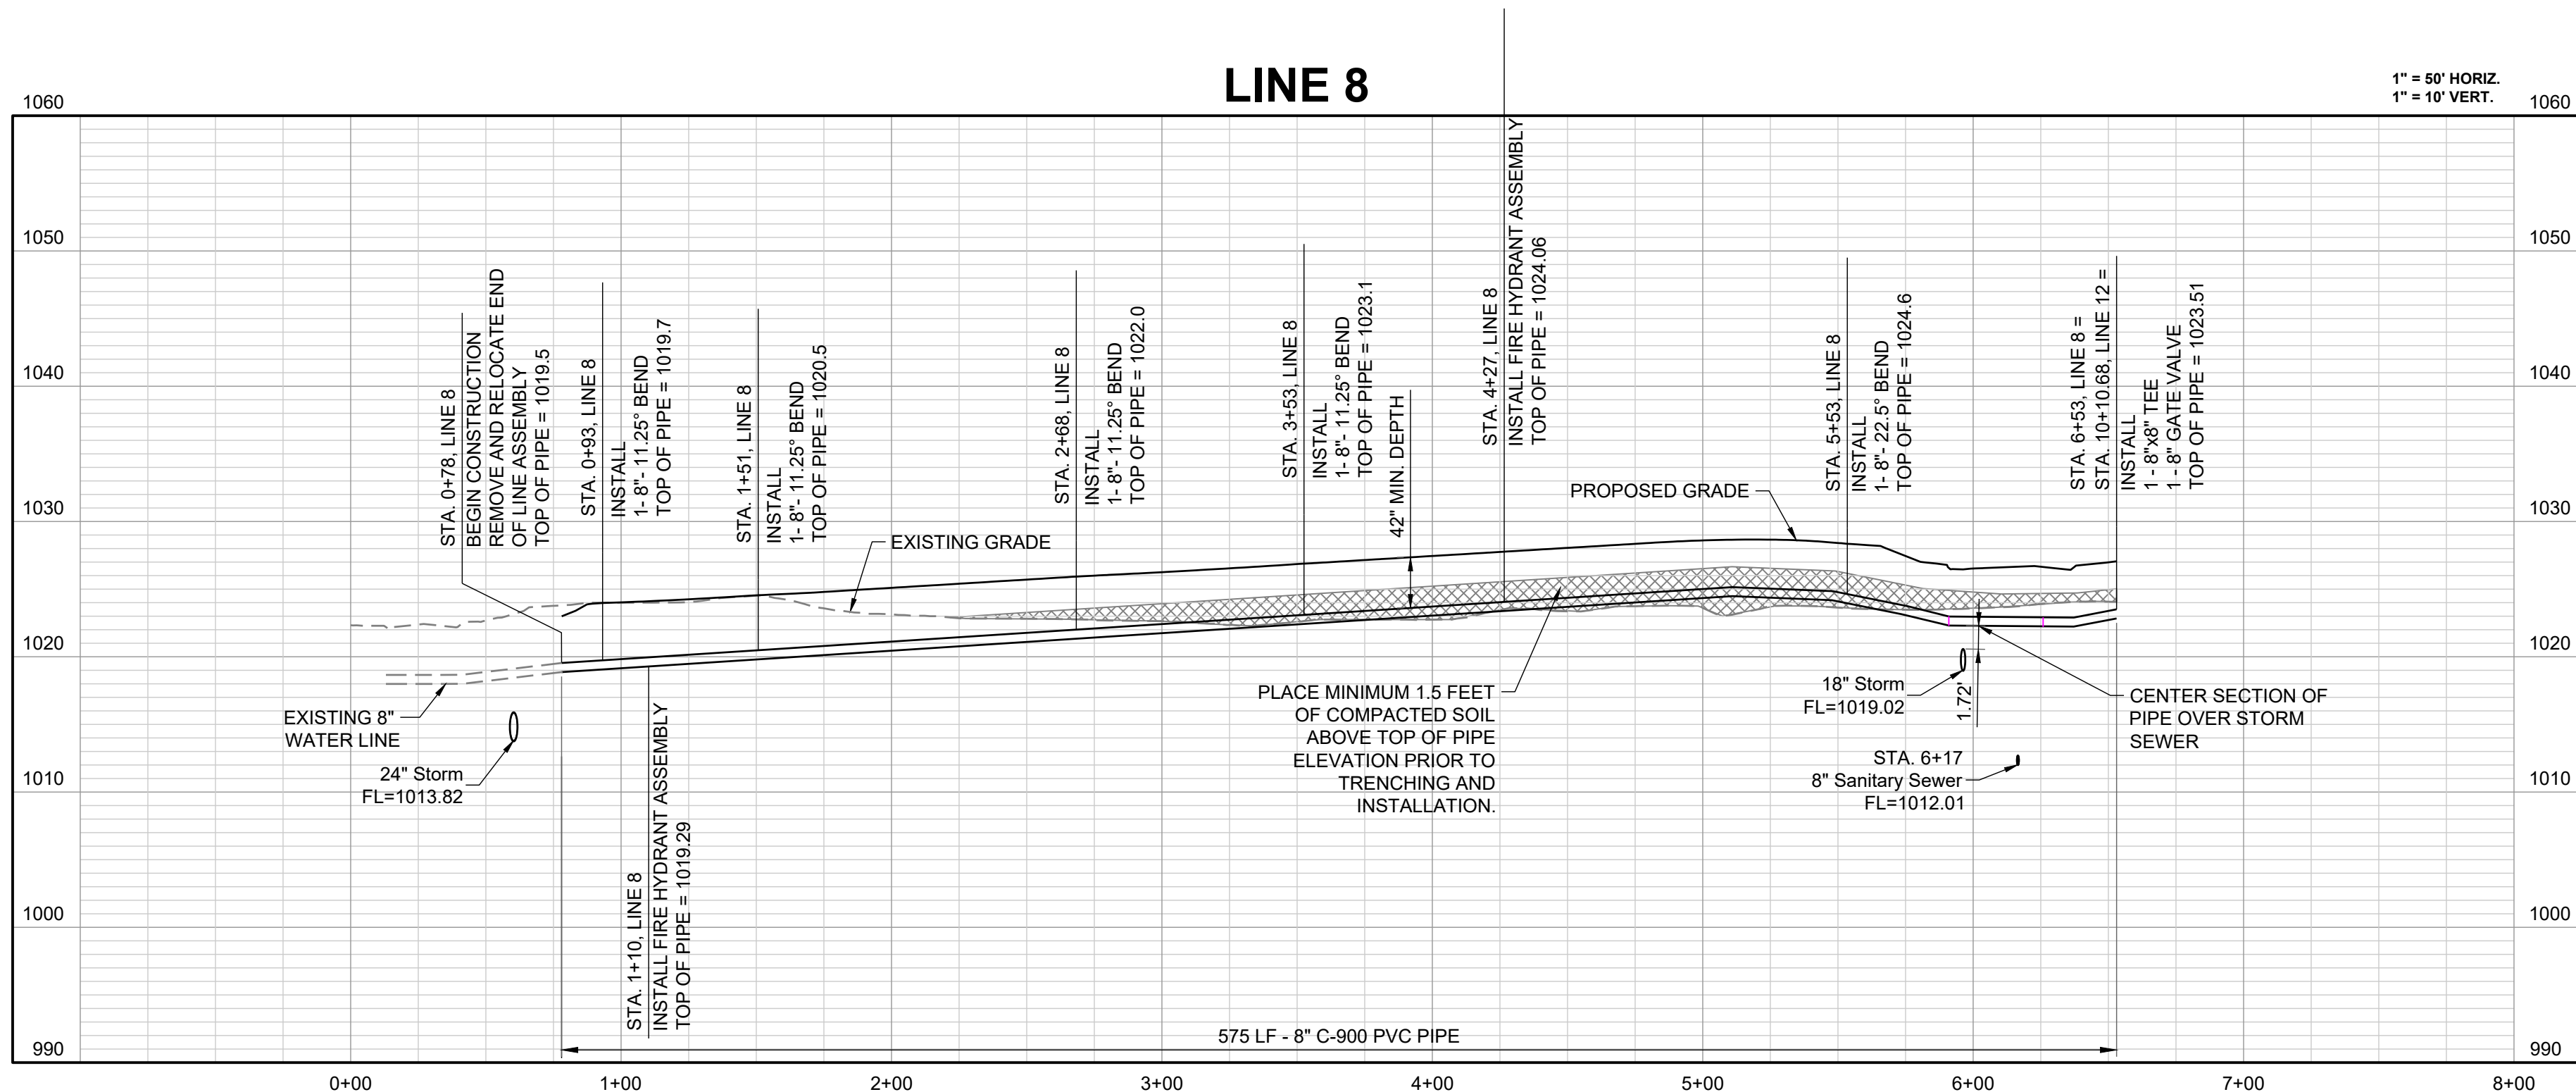 LINE 8
1" = 50' HORIZ.
1" = 10' VERT.
1060
1060
1050
1050
1040
1040
1030
1030
1020
1020
1010
1010
1000
1000
990
990
STA. 0+78, LINE 8
BEGIN CONSTRUCTION
REMOVE AND RELOCATE END
OF LINE ASSEMBLY
TOP OF PIPE = 1019.5
STA. 0+93, LINE 8
INSTALL
1- 8"- 11.25° BEND
TOP OF PIPE = 1019.7
STA. 1+51, LINE 8
INSTALL
1- 8"- 11.25° BEND
TOP OF PIPE = 1020.5
STA. 2+68, LINE 8
INSTALL
1- 8"- 11.25° BEND
TOP OF PIPE = 1022.0
STA. 3+53, LINE 8
INSTALL
1- 8"- 11.25° BEND
TOP OF PIPE = 1023.1
42" MIN. DEPTH
STA. 4+27, LINE 8
INSTALL FIRE HYDRANT ASSEMBLY
TOP OF PIPE = 1024.06
STA. 5+53, LINE 8
INSTALL
1- 8"- 22.5° BEND
TOP OF PIPE = 1024.6
STA. 6+53, LINE 8 =
STA. 10+10.68, LINE 12 =
INSTALL
1 - 8"x8" TEE
1 - 8" GATE VALVE
TOP OF PIPE = 1023.51
PROPOSED GRADE
EXISTING GRADE
EXISTING 8"
WATER LINE
24" Storm
FL=1013.82
STA. 1+10, LINE 8
INSTALL FIRE HYDRANT ASSEMBLY
TOP OF PIPE = 1019.29
PLACE MINIMUM 1.5 FEET
OF COMPACTED SOIL
ABOVE TOP OF PIPE
ELEVATION PRIOR TO
TRENCHING AND
INSTALLATION.
18" Storm
FL=1019.02
1.72'
CENTER SECTION OF
PIPE OVER STORM
SEWER
STA. 6+17
8" Sanitary Sewer
FL=1012.01
575 LF - 8" C-900 PVC PIPE
0+00
1+00
2+00
3+00
4+00
5+00
6+00
7+00
8+00